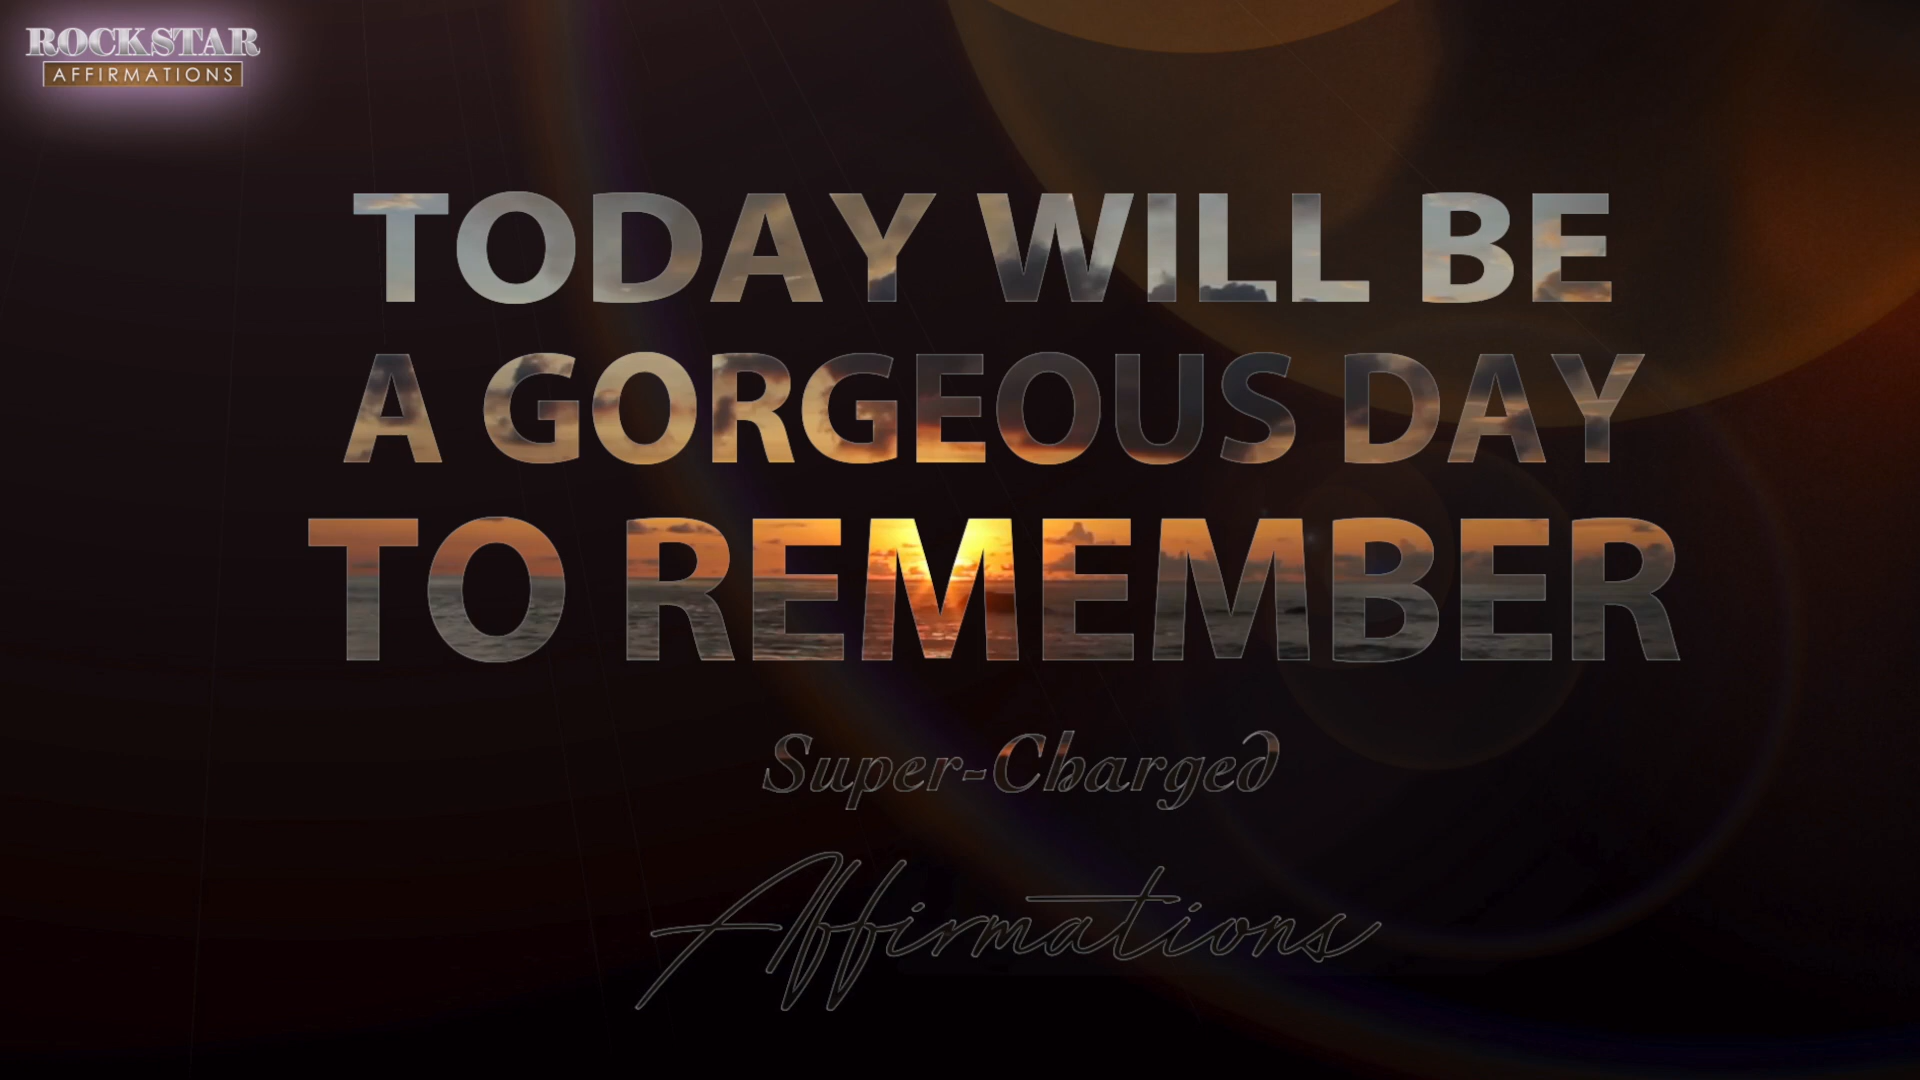 ROCKSTAR
AFFIRMATIONS
TODAY WILL BE
A GORGEOUS DAY
TO REMEMBER
Super-Charged
Affirmations